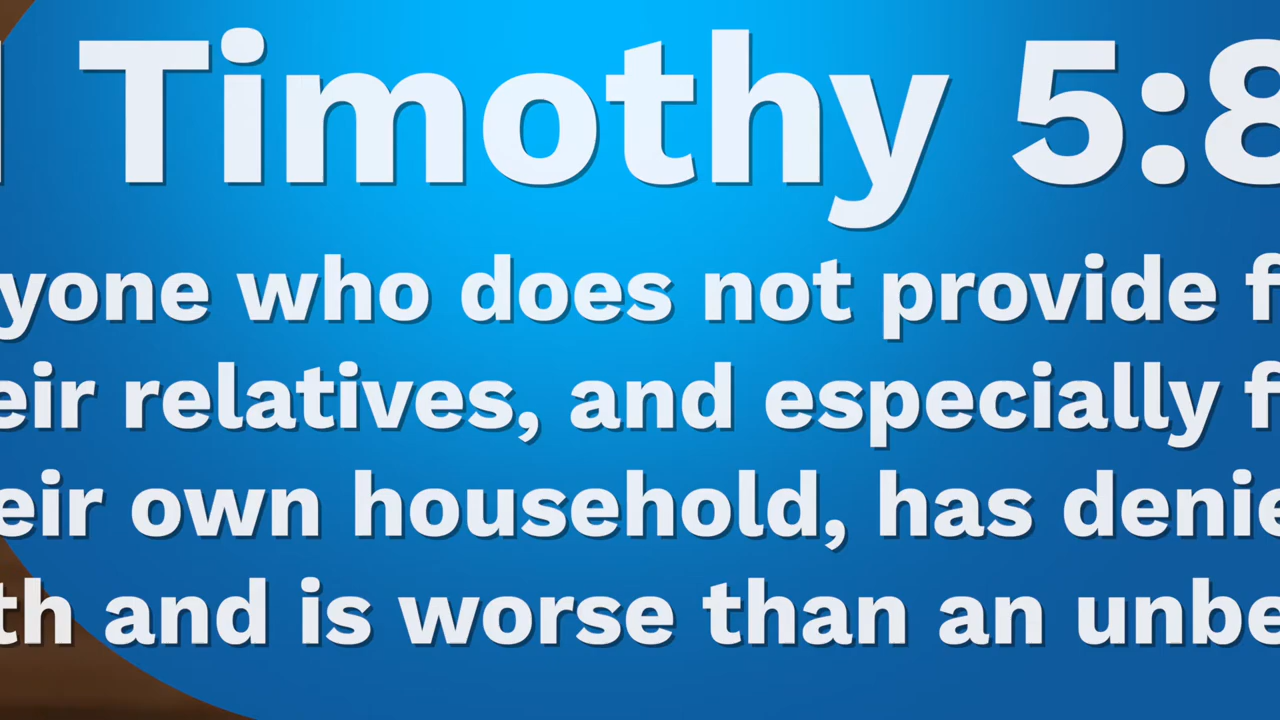 Timothy 5:8
yone who does not provide f
eir relatives, and especially f
eir own household, has denie
th and is worse than an unbe